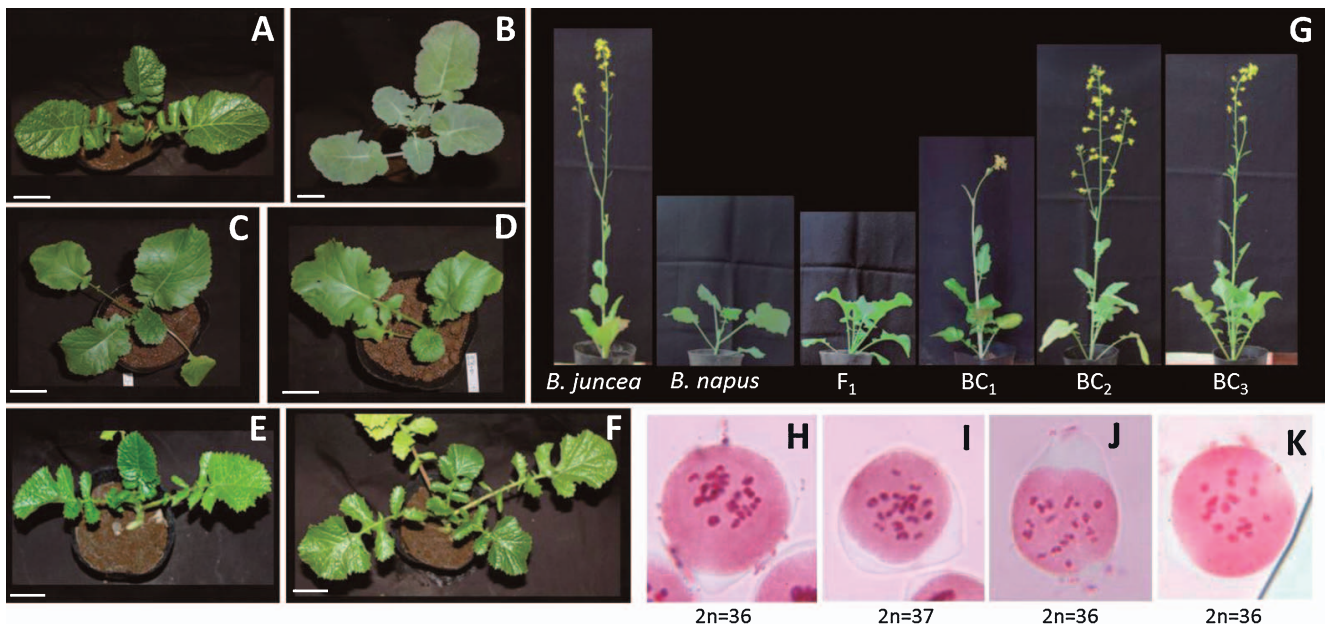 A
B
G
C
D
B. juncea
B. napus
F₁
BC₁
BC₂
BC₃
E
F
H
I
J
K
2n=36
2n=37
2n=36
2n=36